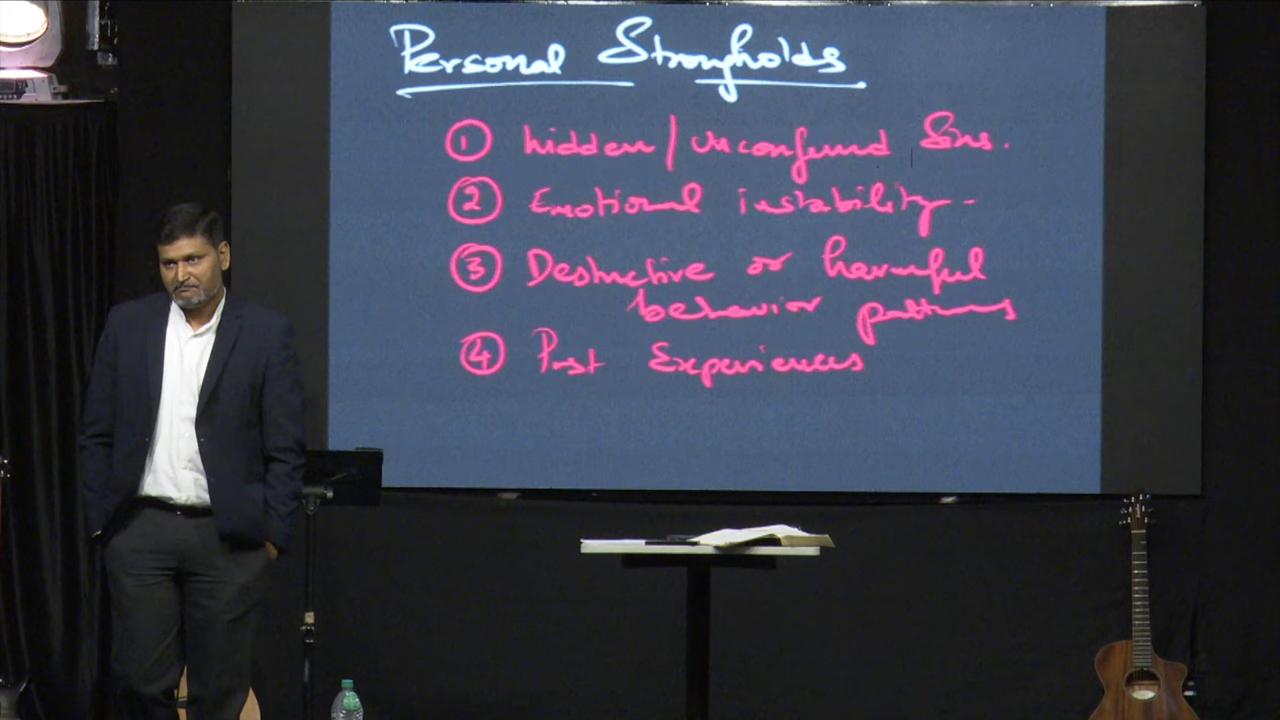 Personal Strongholds
1 hidden/unconfessed Sins.
2 Emotional instability.
3 Destructive or harmful
behavior patterns
4 Past Experiences